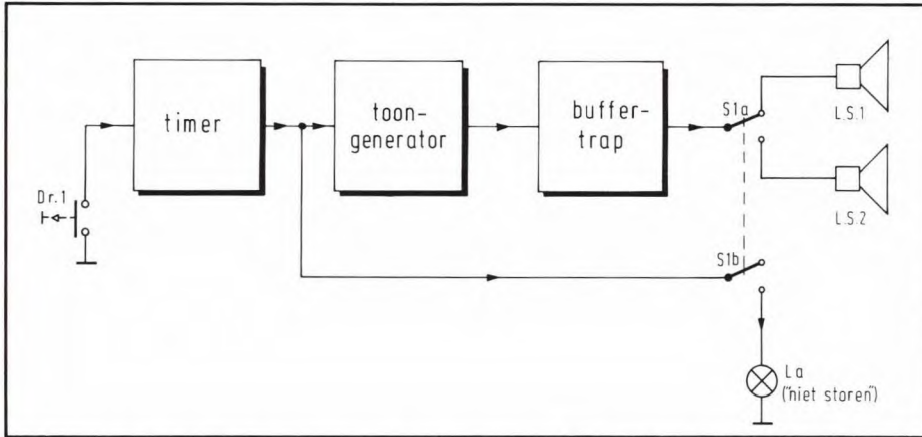 timer
toon-
generator
buffer-
trap
S1a
L.S.1
L.S.2
Dr.1
S1b
La
("niet storen")